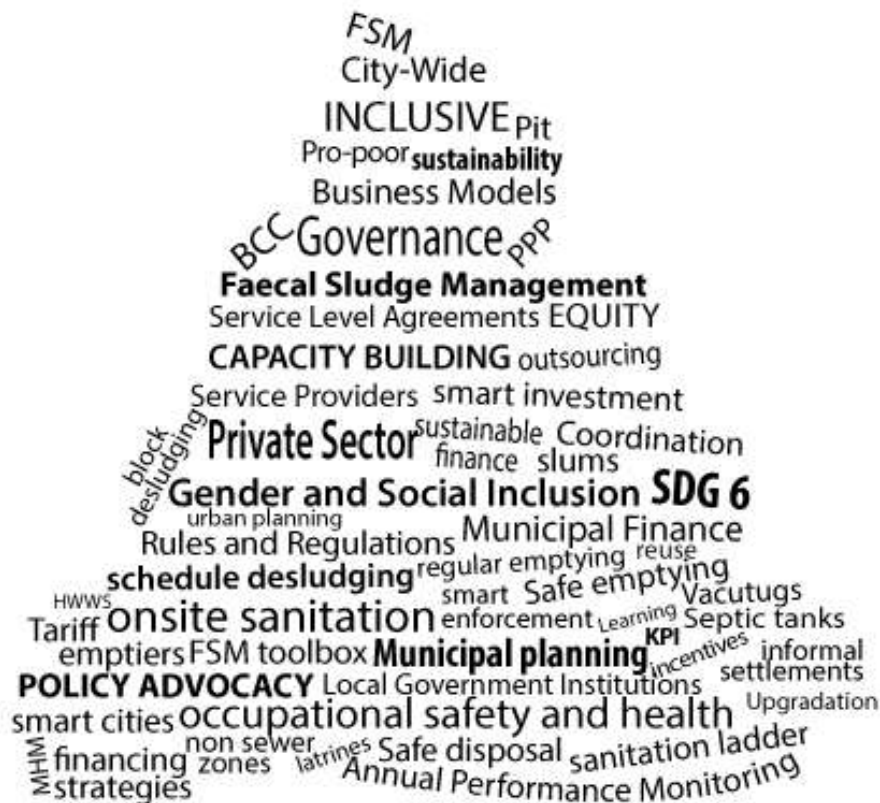 FSM
City-Wide
INCLUSIVE Pit
Pro-poor sustainability
Business Models
BCC Governance PPP
Faecal Sludge Management
Service Level Agreements EQUITY
CAPACITY BUILDING outsourcing
Service Providers smart investment
block desludging Private Sector sustainable finance Coordination
slums
Gender and Social Inclusion SDG 6
urban planning
Rules and Regulations Municipal Finance
schedule desludging regular emptying reuse
smart Safe emptying Vacutugs
HWWS
Tariff onsite sanitation enforcement Learning Septic tanks
emptiers FSM toolbox Municipal planning KPI incentives informal settlements
POLICY ADVOCACY Local Government Institutions
smart cities occupational safety and health Upgradation
MHM financing strategies non sewer zones latrines Safe disposal sanitation ladder
Annual Performance Monitoring